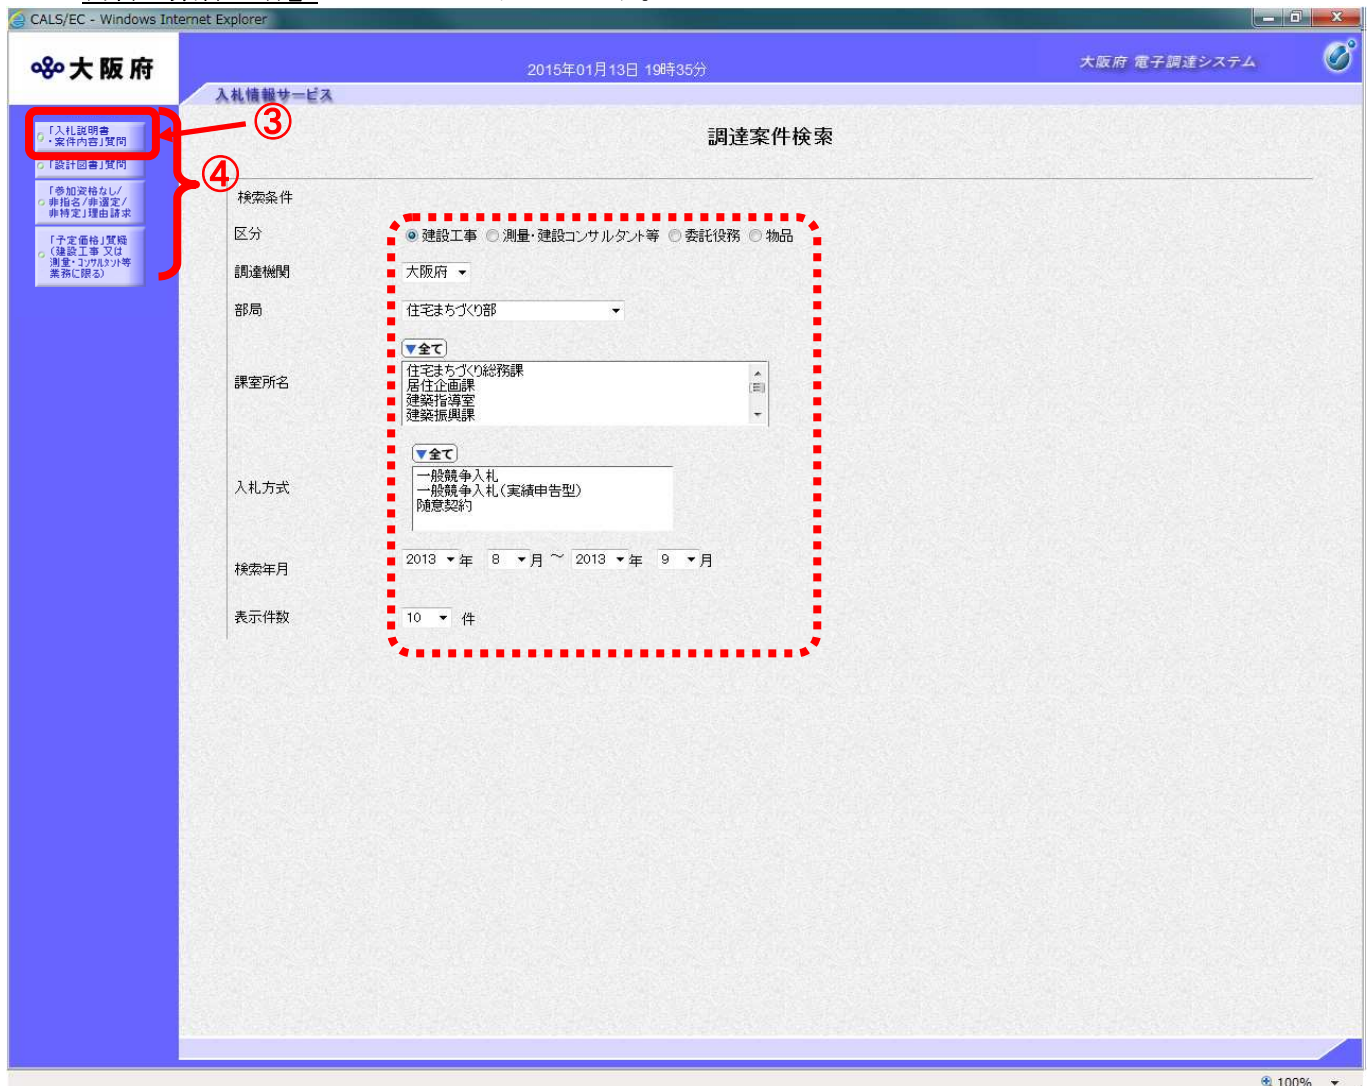 CALS/EC - Windows Internet Explorer
大阪府
2015年01月13日 19時35分
大阪府 電子調達システム
入札情報サービス
「入札説明書
・案件内容」質問
③
「設計図書」質問
④
「参加資格なし/
非指名/非選定/
非特定」理由請求
「予定価格」質疑
(建設工事 又は
測量・コンサルタント等
業務に限る)
調達案件検索
検索条件
区分
建設工事 測量・建設コンサルタント等 委託役務 物品
調達機関
大阪府
部局
住宅まちづくり部
▼全て
課室所名
住宅まちづくり総務課
居住企画課
建築指導室
建築振興課
▼全て
入札方式
一般競争入札
一般競争入札(実績申告型)
随意契約
検索年月
2013 年 8 月 ～ 2013 年 9 月
表示件数
10 件
100%